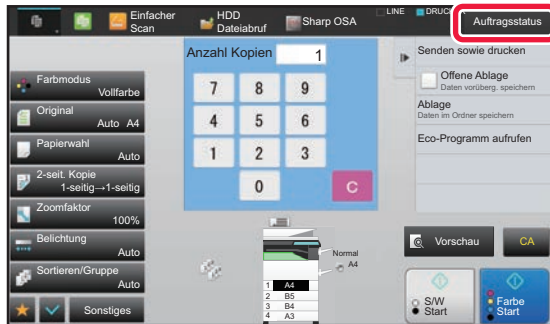 Einfacher
Scan
HDD
Dateiabruf
Sharp OSA
LINE
Auftragsstatus
Anzahl Kopien 1
7 8 9
4 5 6
1 2 3
0 C
Farbmodus
Vollfarbe
Original
Auto A4
Papierwahl
Auto
2-seit. Kopie
1-seitig→1-seitig
Zoomfaktor
100%
Belichtung
Auto
Sortieren/Gruppe
Auto
Sonstiges
Normal
A4
1 A4
2 B5
3 B4
4 A3
Senden sowie drucken
Offene Ablage
Daten vorüberg. speichern
Ablage
Daten im Ordner speichern
Eco-Programm aufrufen
Vorschau
CA
S/W
Start
Farbe
Start